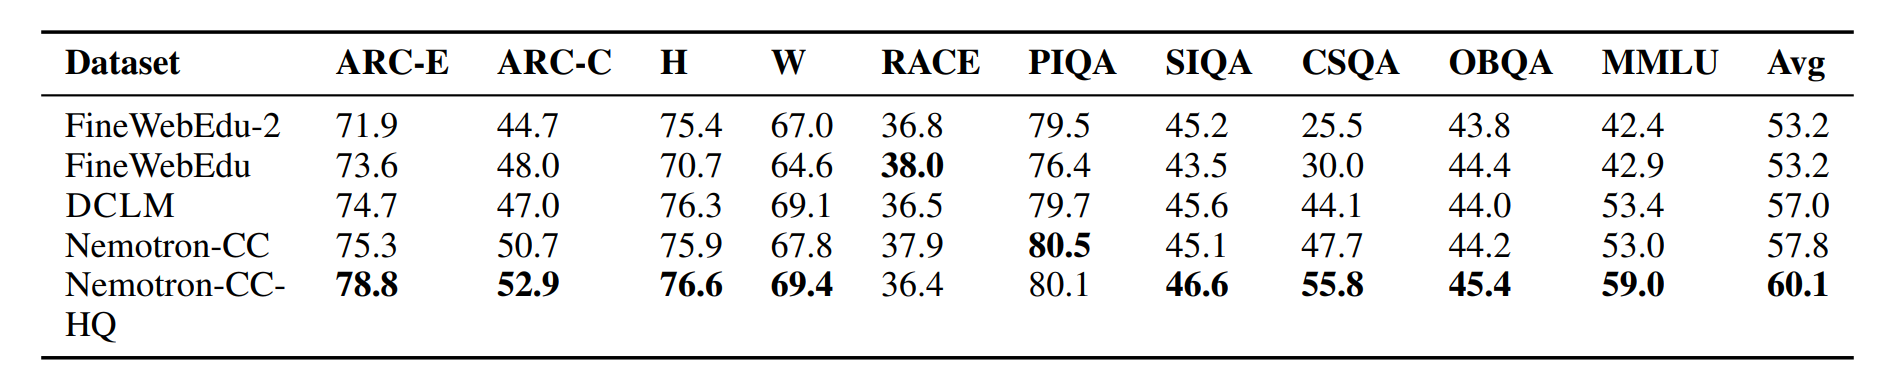 Dataset ARC-E ARC-C H W RACE PIQA SIQA CSQA OBQA MMLU Avg
FineWebEdu-2 71.9 44.7 75.4 67.0 36.8 79.5 45.2 25.5 43.8 42.4 53.2
FineWebEdu 73.6 48.0 70.7 64.6 38.0 76.4 43.5 30.0 44.4 42.9 53.2
DCLM 74.7 47.0 76.3 69.1 36.5 79.7 45.6 44.1 44.0 53.4 57.0
Nemotron-CC 75.3 50.7 75.9 67.8 37.9 80.5 45.1 47.7 44.2 53.0 57.8
Nemotron-CC- 78.8 52.9 76.6 69.4 36.4 80.1 46.6 55.8 45.4 59.0 60.1
HQ